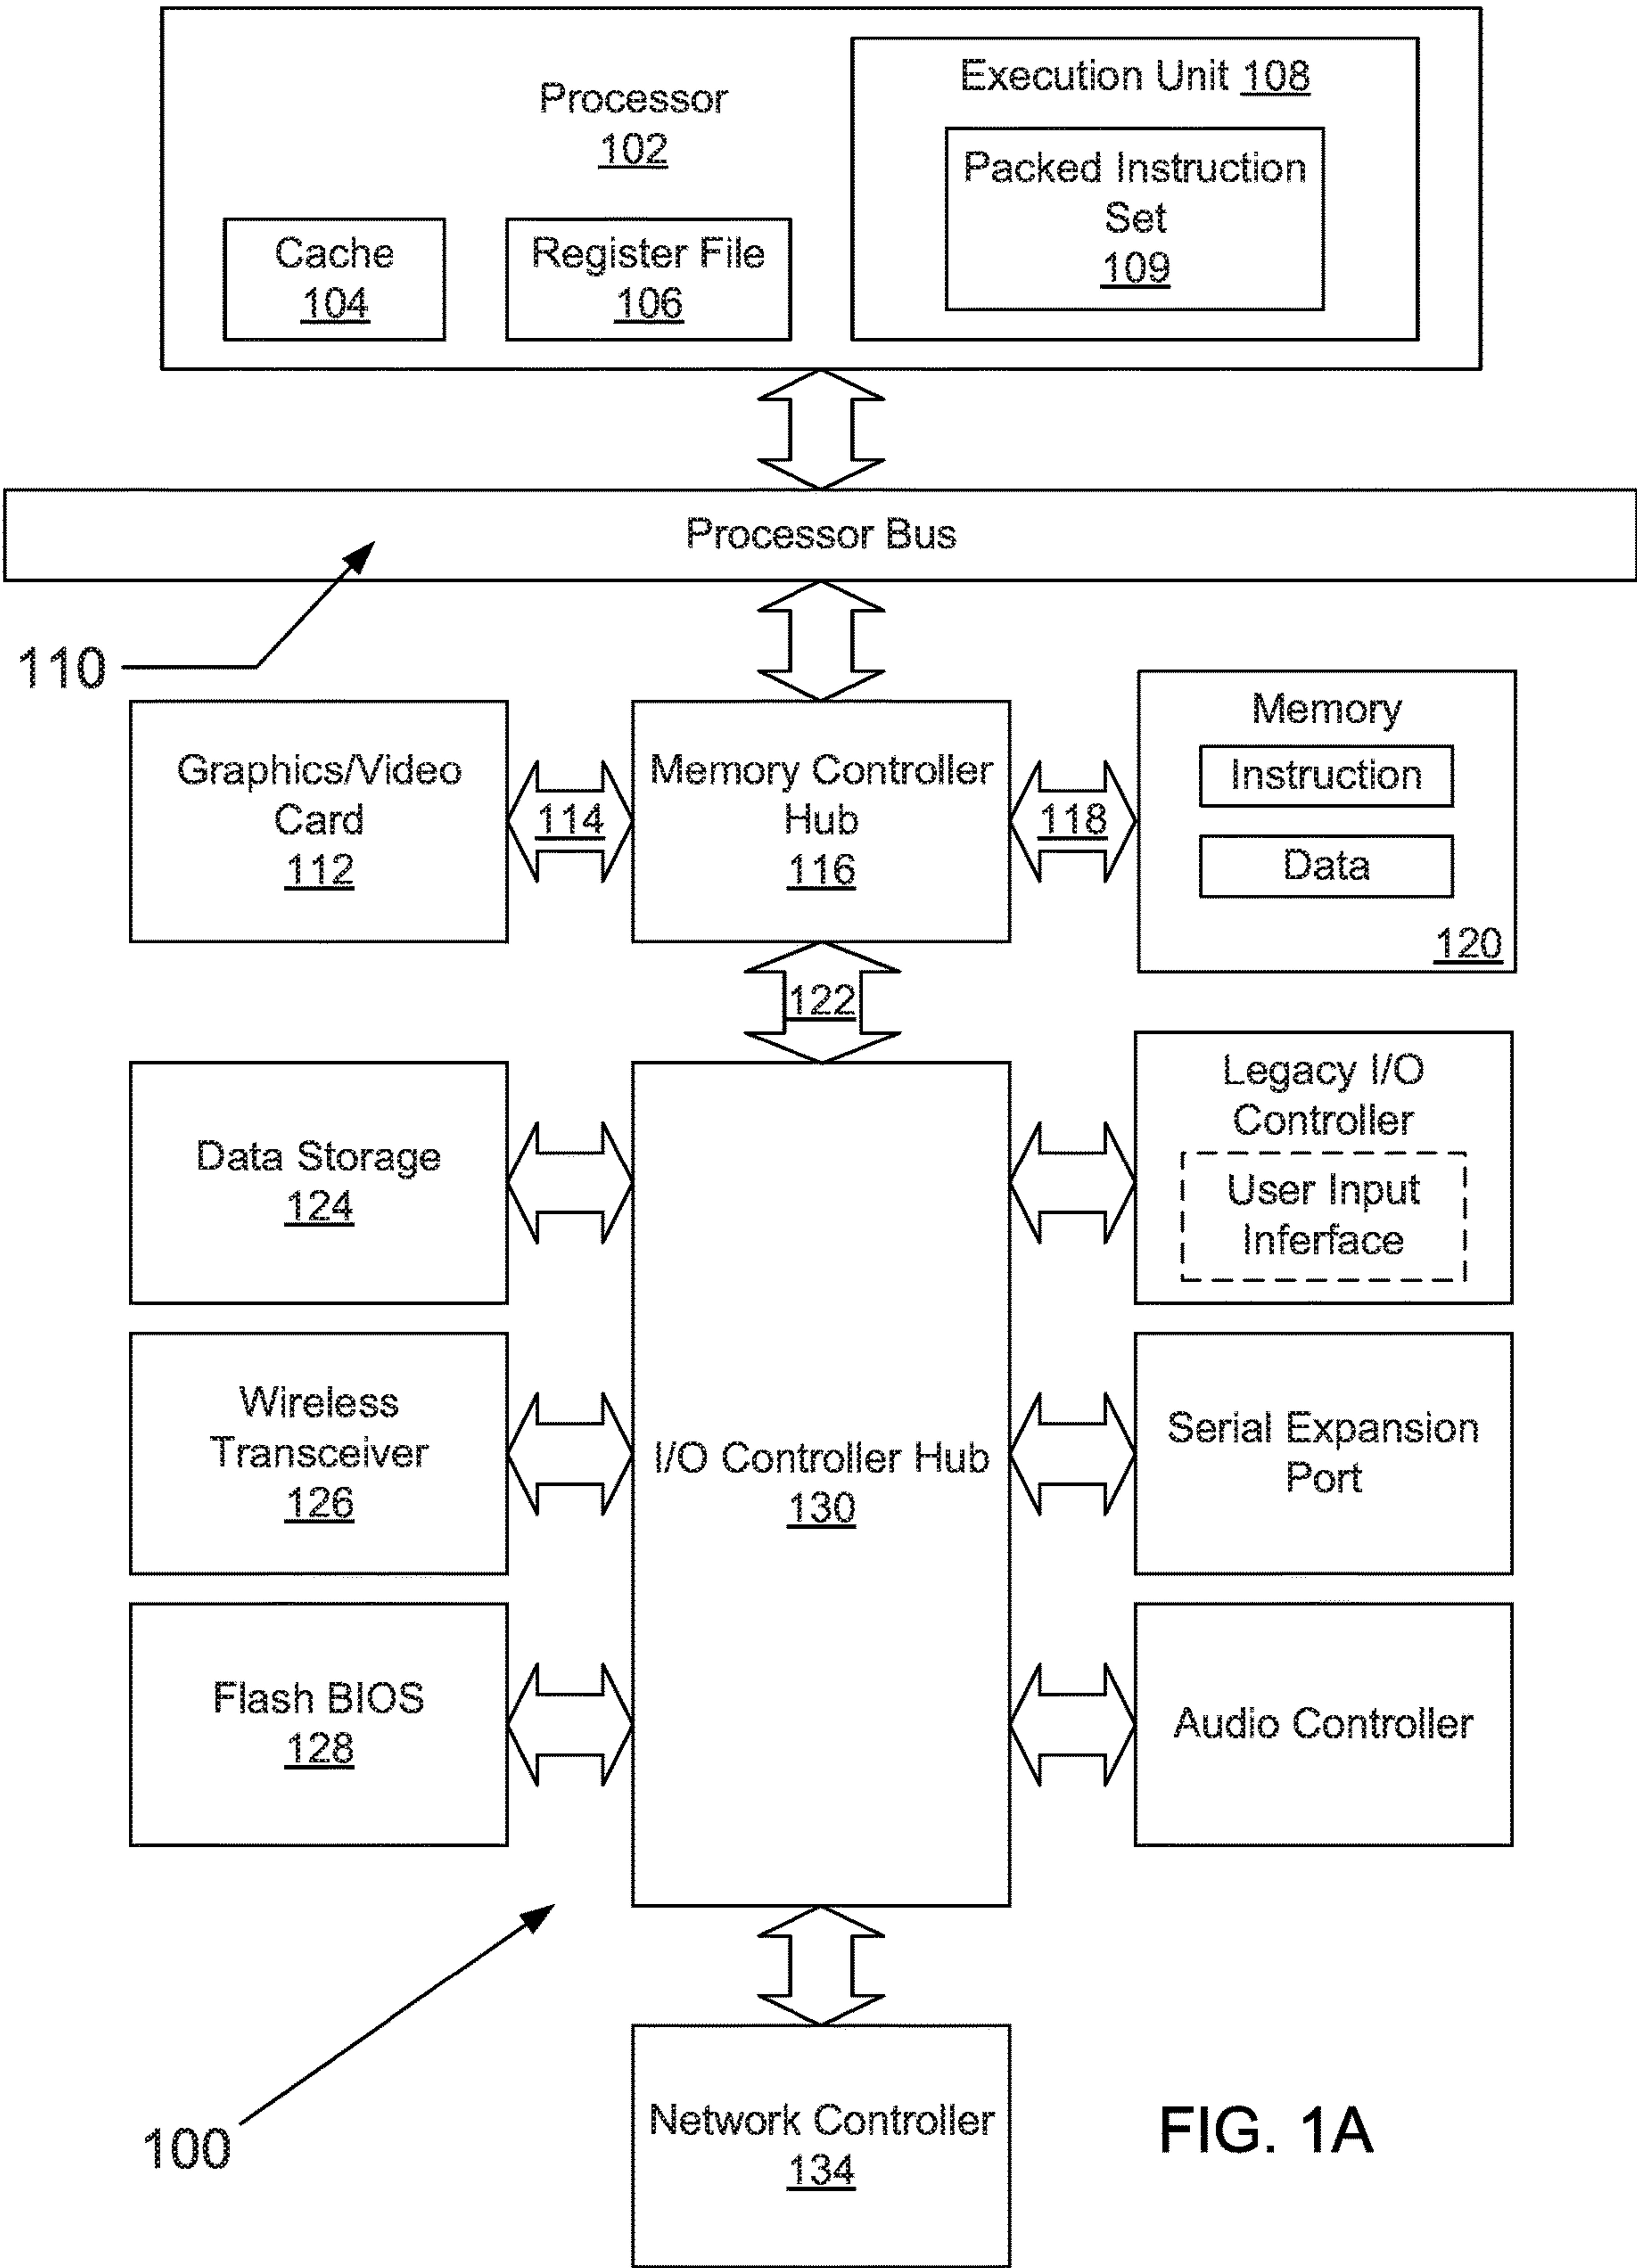 Processor
102
Execution Unit 108
Packed Instruction
Set
109
Cache
104
Register File
106
Processor Bus
110
Graphics/Video
Card
112
114
Memory Controller
Hub
116
118
Memory
Instruction
Data
120
122
Data Storage
124
Legacy I/O
Controller
User Input
Inferface
Wireless
Transceiver
126
I/O Controller Hub
130
Serial Expansion
Port
Flash BIOS
128
Audio Controller
100
Network Controller
134
FIG. 1A